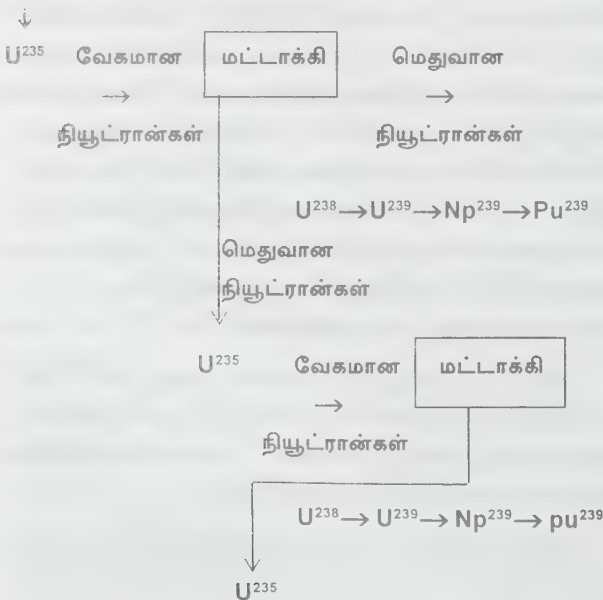 U²³⁵ வேகமான மட்டாக்கி மெதுவான
→ →
நியூட்ரான்கள் நியூட்ரான்கள்
U²³⁸→U²³⁹→Np²³⁹→Pu²³⁹
மெதுவான
நியூட்ரான்கள்
U²³⁵ வேகமான மட்டாக்கி
→
நியூட்ரான்கள்
U²³⁸→ U²³⁹→ Np²³⁹→ pu²³⁹
U²³⁵